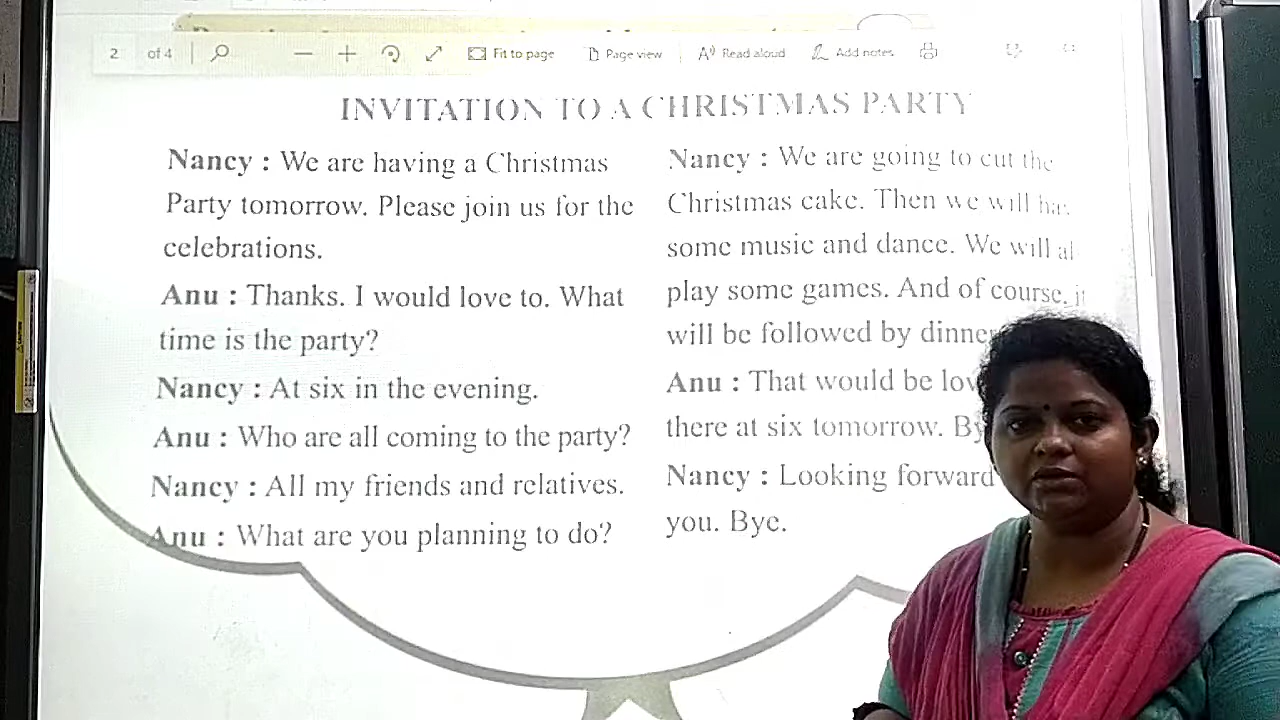 2 of 4 Fit to page Page view Read aloud Add notes
INVITATION TO A CHRISTMAS PARTY
Nancy : We are having a Christmas
Party tomorrow. Please join us for the
celebrations.
Anu : Thanks. I would love to. What
time is the party?
Nancy : At six in the evening.
Anu : Who are all coming to the party?
Nancy : All my friends and relatives.
Anu : What are you planning to do?
Nancy : We are going to cut the
Christmas cake. Then we will
some music and dance. We will
play some games. And of course,
will be followed by
Anu : That would be
there at six tomorrow.
Nancy : Looking forward
you. Bye.